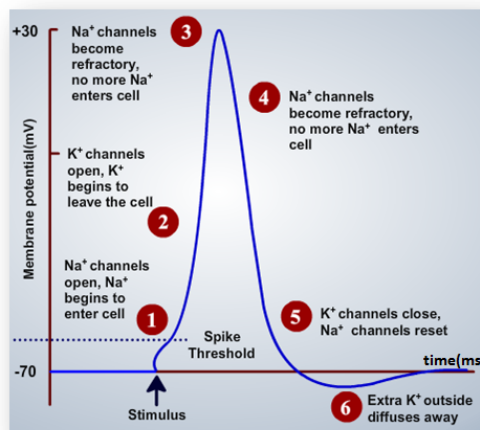 +30
Na⁺ channels
become
refractory,
no more Na⁺
enters cell
3
4
Na⁺ channels
become refractory,
no more Na⁺ enters
cell
Membrane potential(mV)
K⁺ channels
open, K⁺
begins to
leave the cell
2
Na⁺ channels
open, Na⁺
begins to
enter cell
1
Spike
Threshold
5
K⁺ channels close,
Na⁺ channels reset
time(ms
-70
Stimulus
6
Extra K⁺ outside
diffuses away